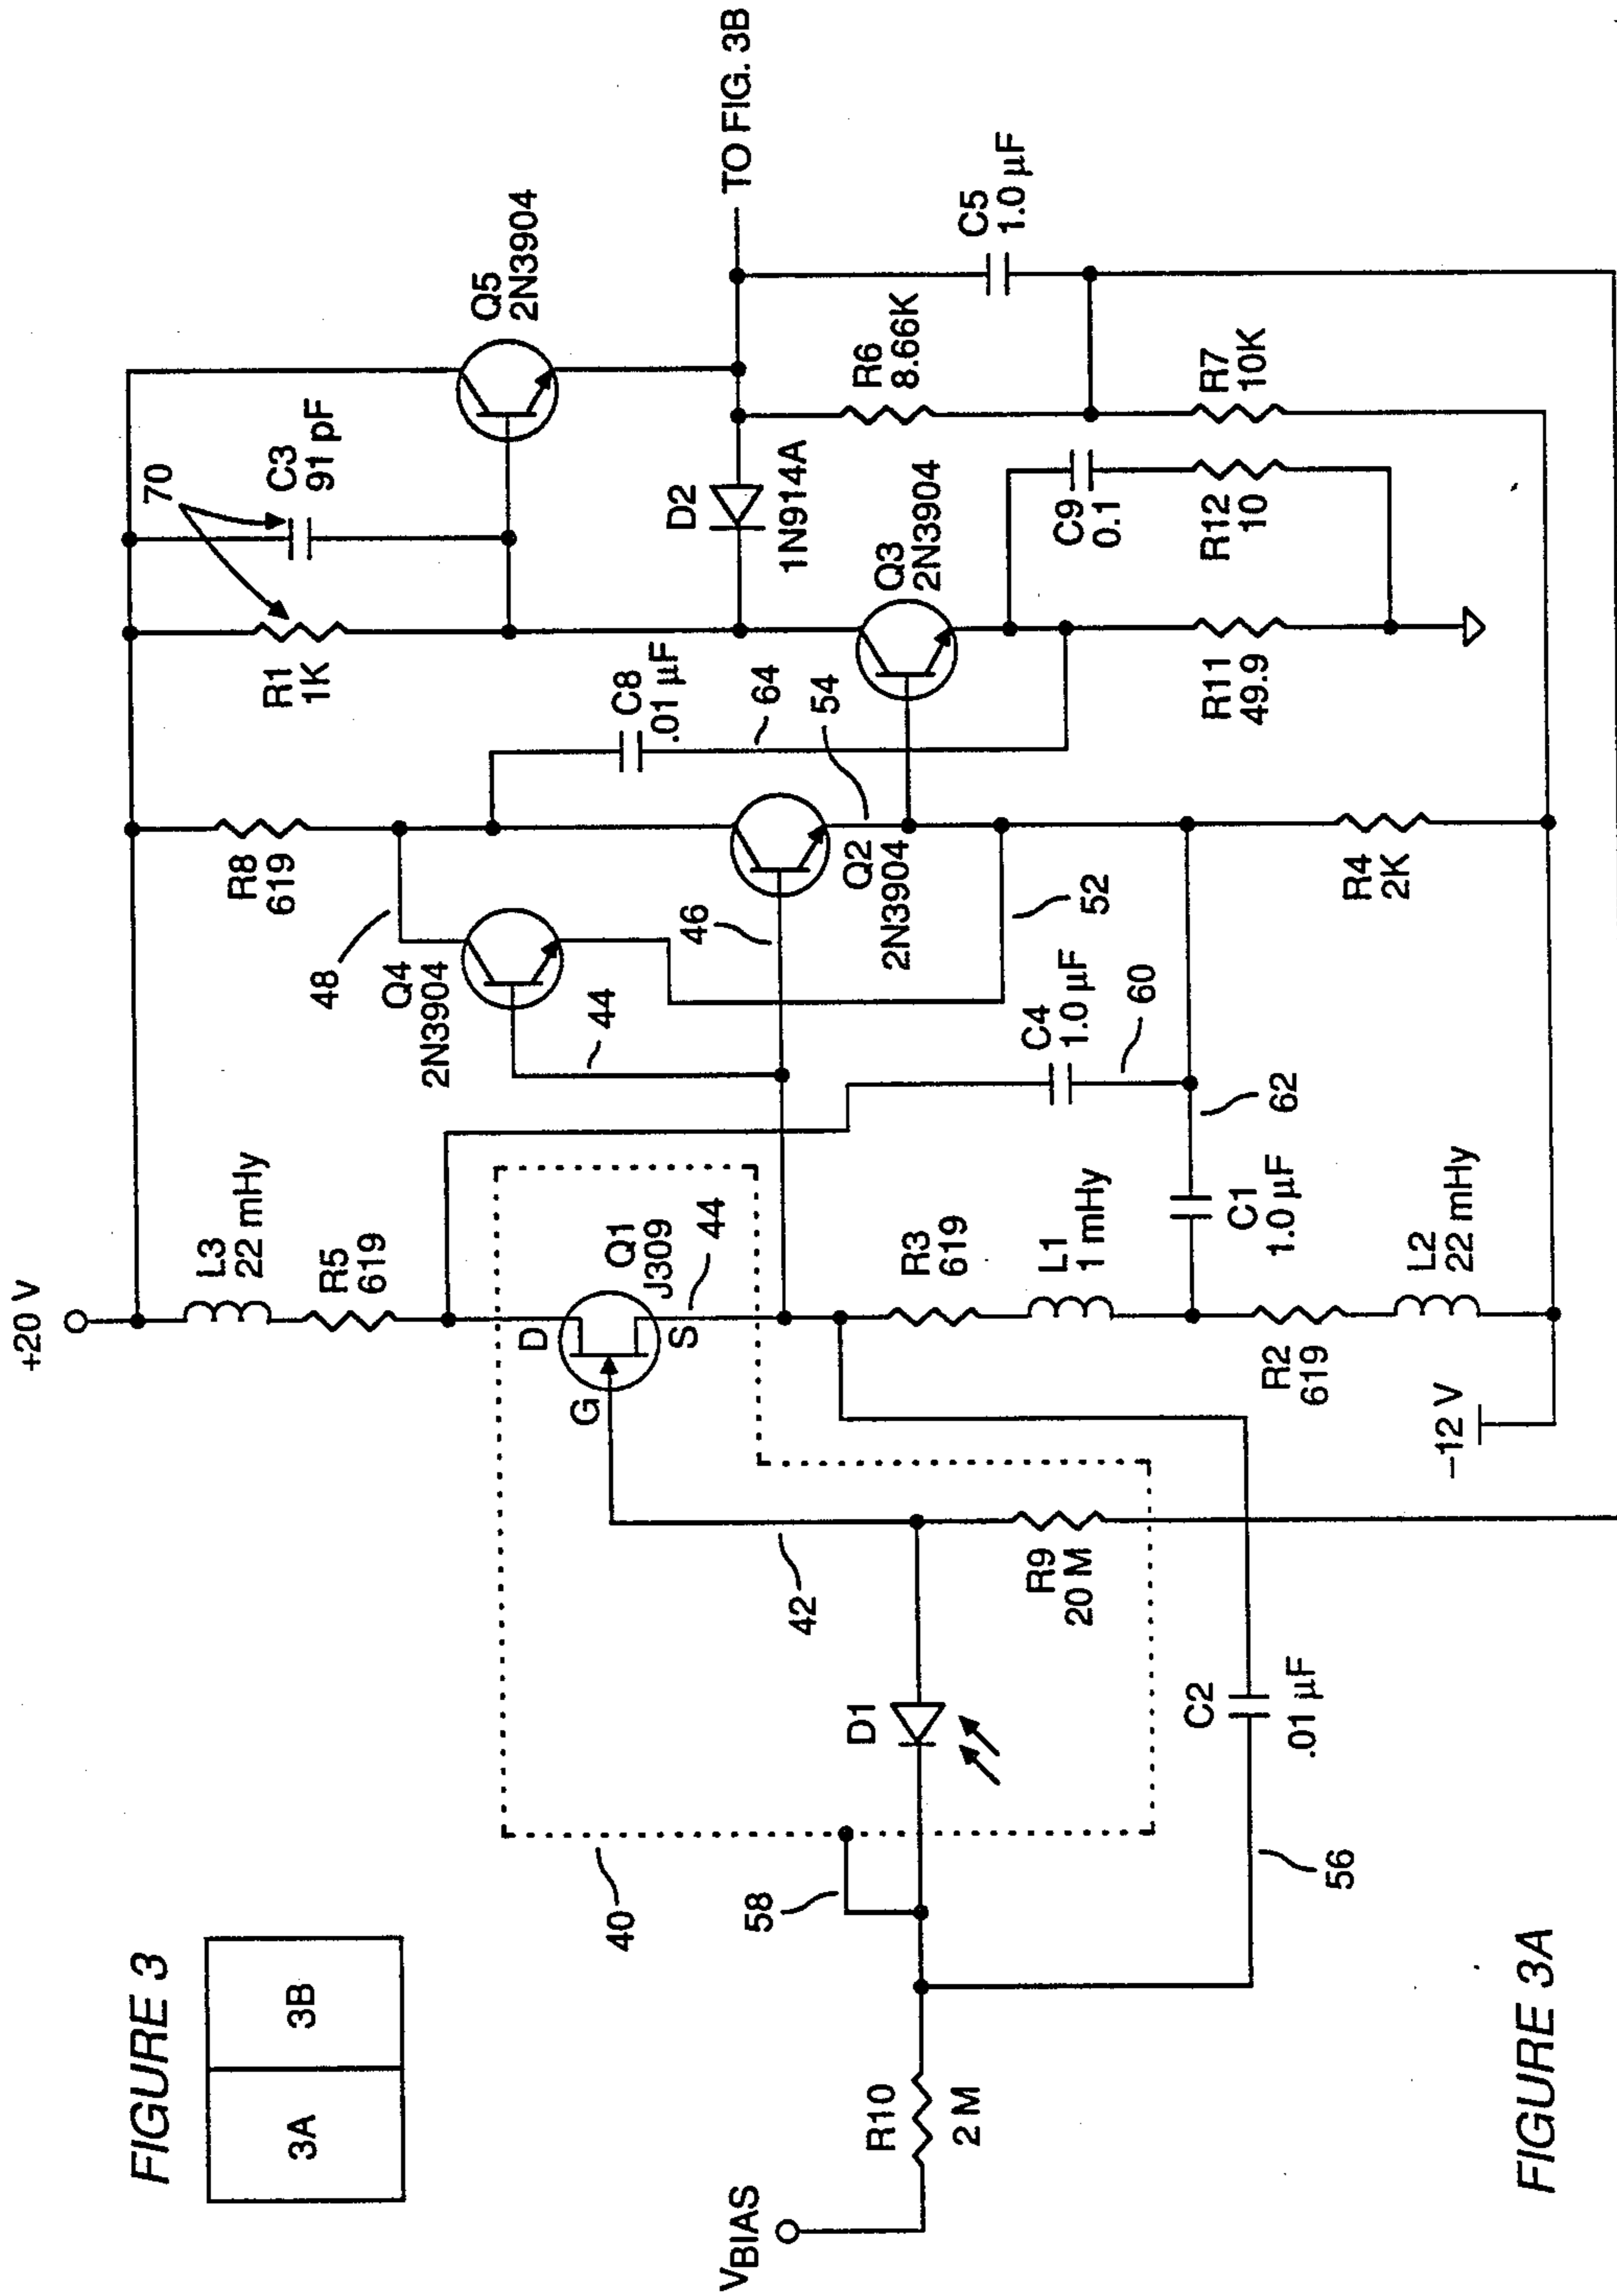 FIGURE 3
3A
3B
+20 V
L3
22 mHy
R5
619
R8
619
R1
1K
70
C3
91 pF
Q5
2N3904
48
Q4
2N3904
44
C8
.01 µF
64
D2
1N914A
TO FIG. 3B
D
G
S
Q1
J309
44
46
Q2
2N3904
54
Q3
2N3904
R6
8.66K
C5
1.0 µF
40
42
58
D1
R9
20 M
R3
619
L1
1 mHy
C4
1.0 µF
60
52
C9
0.1
VBIAS
R10
2 M
C2
.01 µF
56
C1
1.0 µF
62
R2
619
L2
22 mHy
R4
2K
R11
49.9
R12
10
R7
10K
−12 V
FIGURE 3A